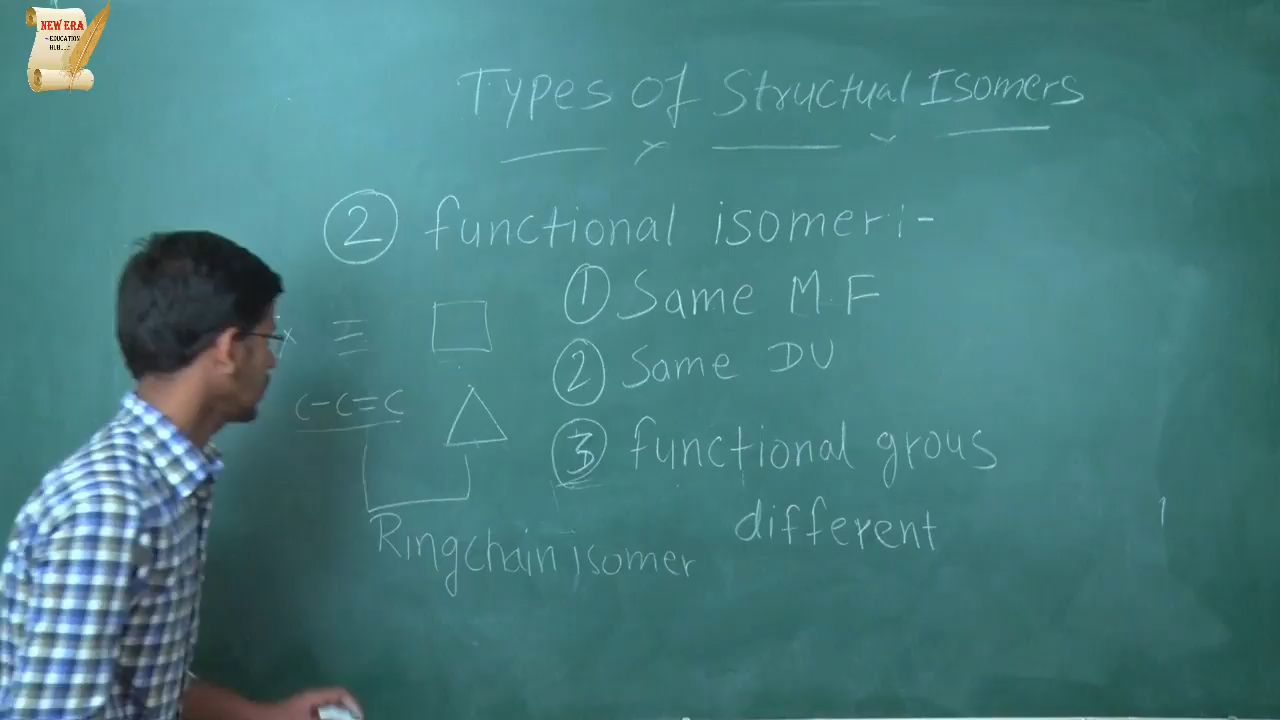 NEW ERA
EDUCATION
HUB
Types of Structual Isomers
② functional isomeri-
① Same M.F
② Same DU
③ functional grous
different
x ≡
C-C=C
Ringchain isomer
1